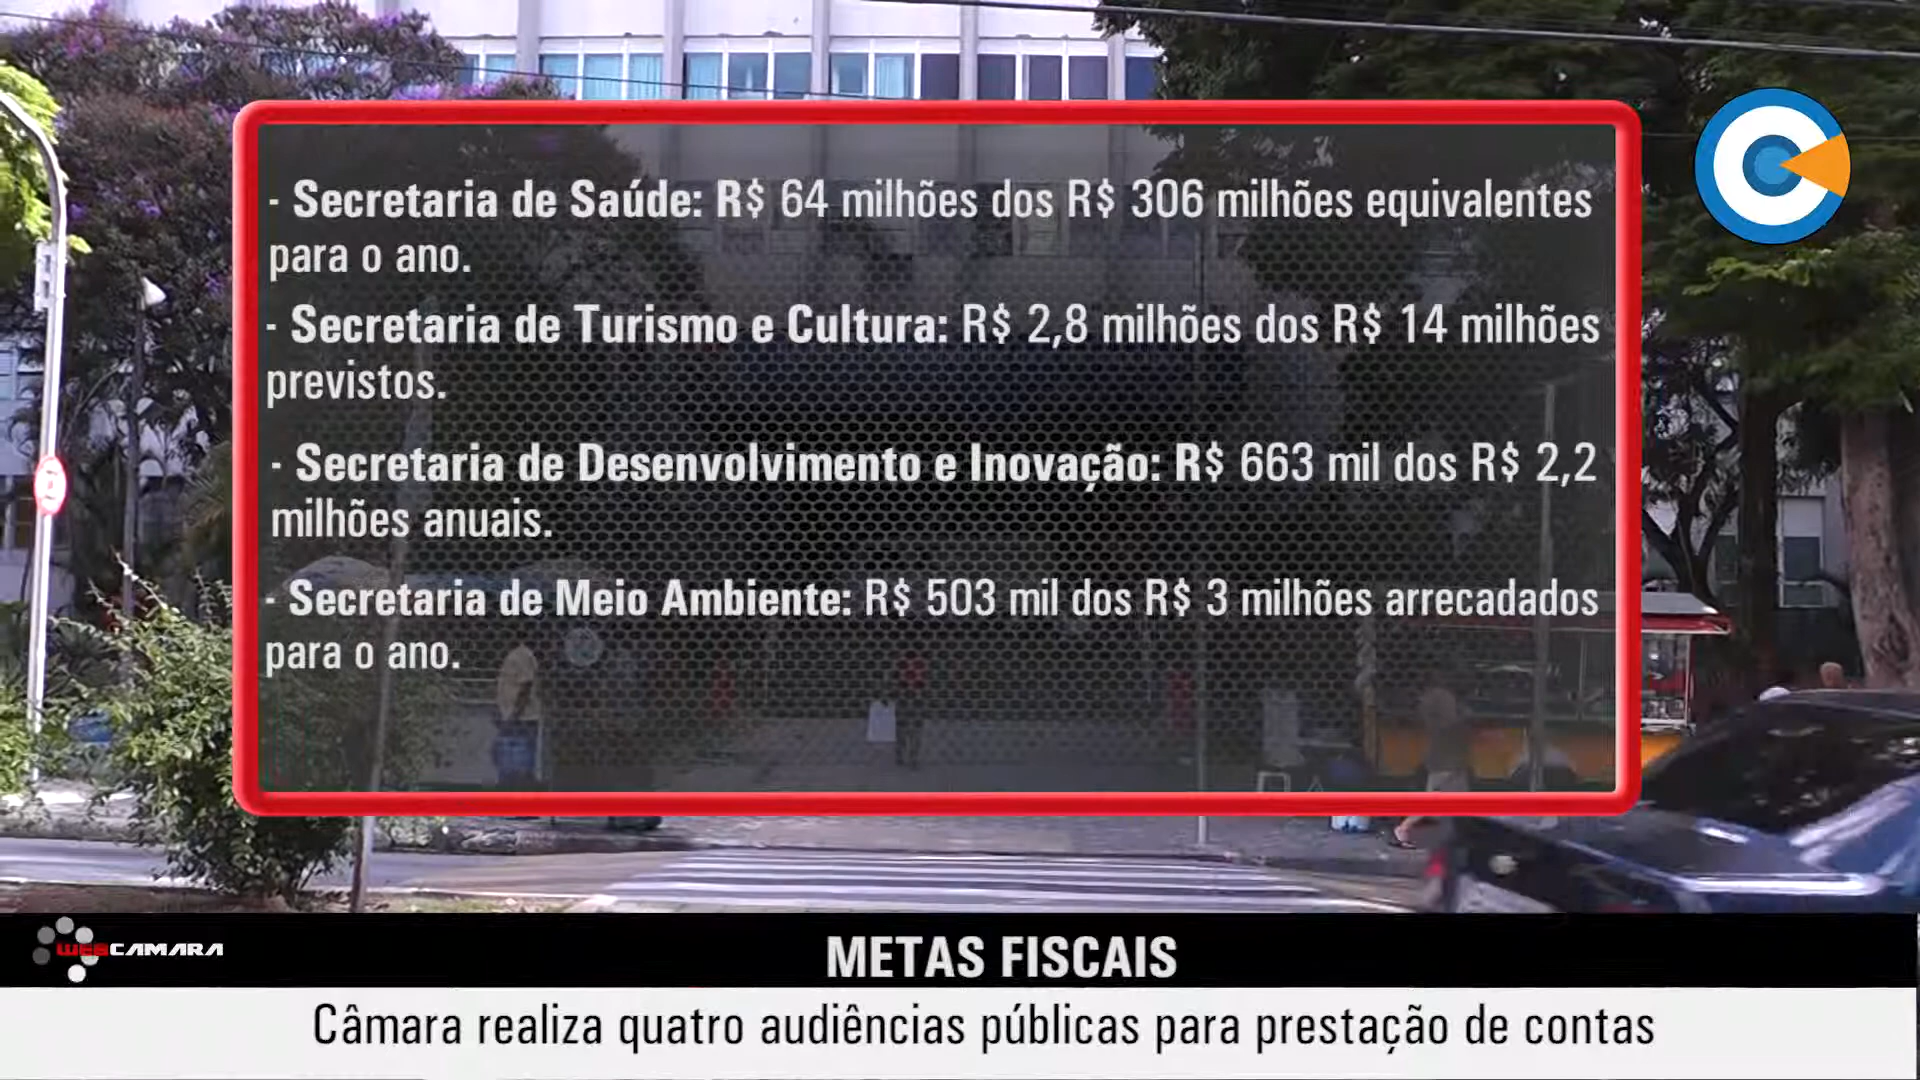 - Secretaria de Saúde: R$ 64 milhões dos R$ 306 milhões equivalentes
para o ano.
- Secretaria de Turismo e Cultura: R$ 2,8 milhões dos R$ 14 milhões
previstos.
- Secretaria de Desenvolvimento e Inovação: R$ 663 mil dos R$ 2,2
milhões anuais.
- Secretaria de Meio Ambiente: R$ 503 mil dos R$ 3 milhões arrecadados
para o ano.
WEBCAMARA
METAS FISCAIS
Câmara realiza quatro audiências públicas para prestação de contas